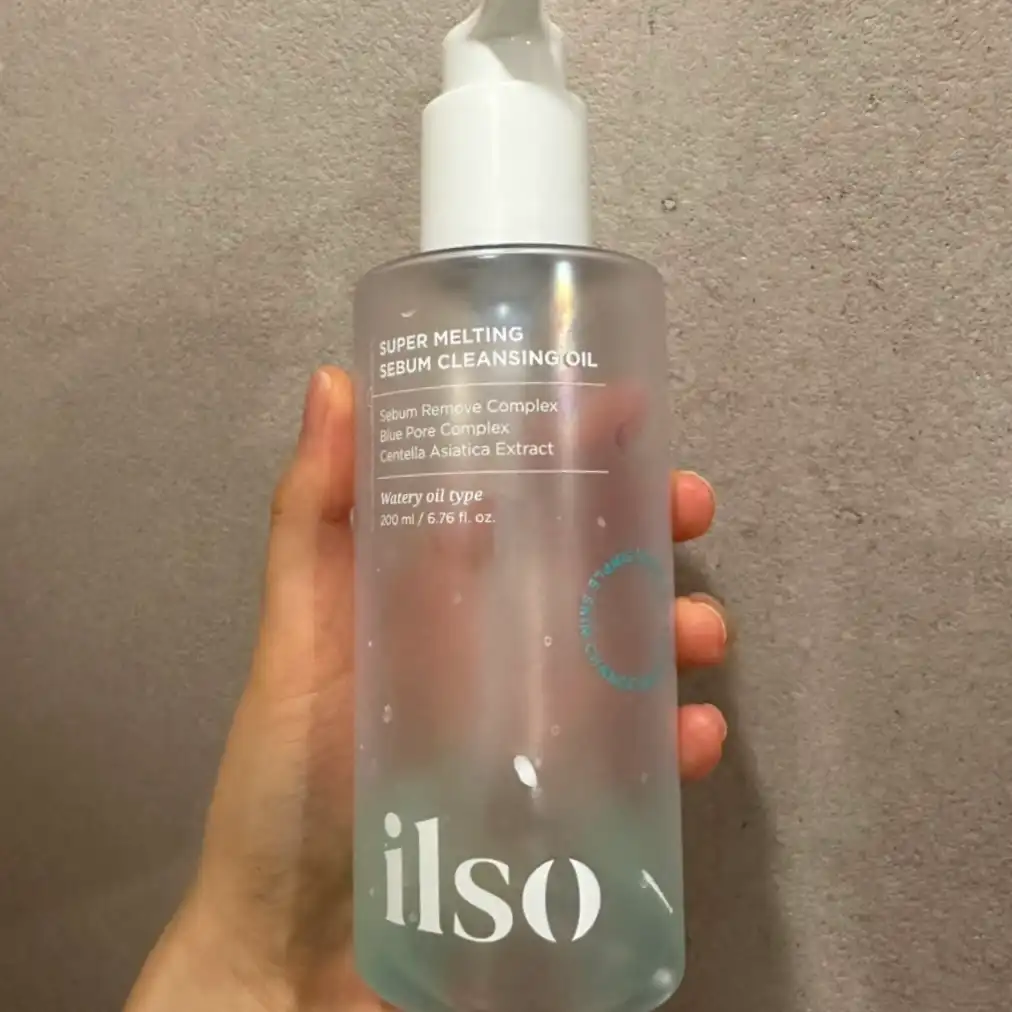 SUPER MELTING
SEBUM CLEANSING OIL
Sebum Remove Complex
Blue Pore Complex
Centella Asiatica Extract
Watery oil type
200 ml / 6.76 fl. oz.
SKIN
ilso